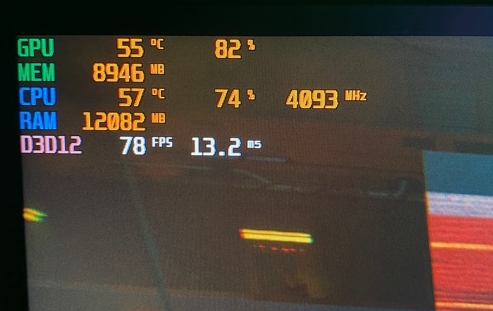 GPU 55 °C 82 %
MEM 8946 MB
CPU 57 °C 74 % 4093 MHz
RAM 12082 MB
D3D12 78 FPS 13.2 ms